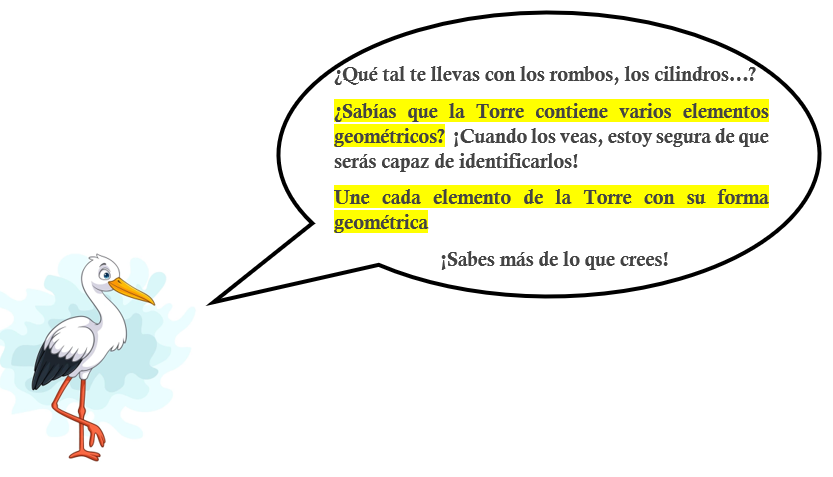 ¿Qué tal te llevas con los rombos, los cilindros...?
¿Sabías que la Torre contiene varios elementos
geométricos? ¡Cuando los veas, estoy segura de que
serás capaz de identificarlos!
Une cada elemento de la Torre con su forma
geométrica
¡Sabes más de lo que crees!